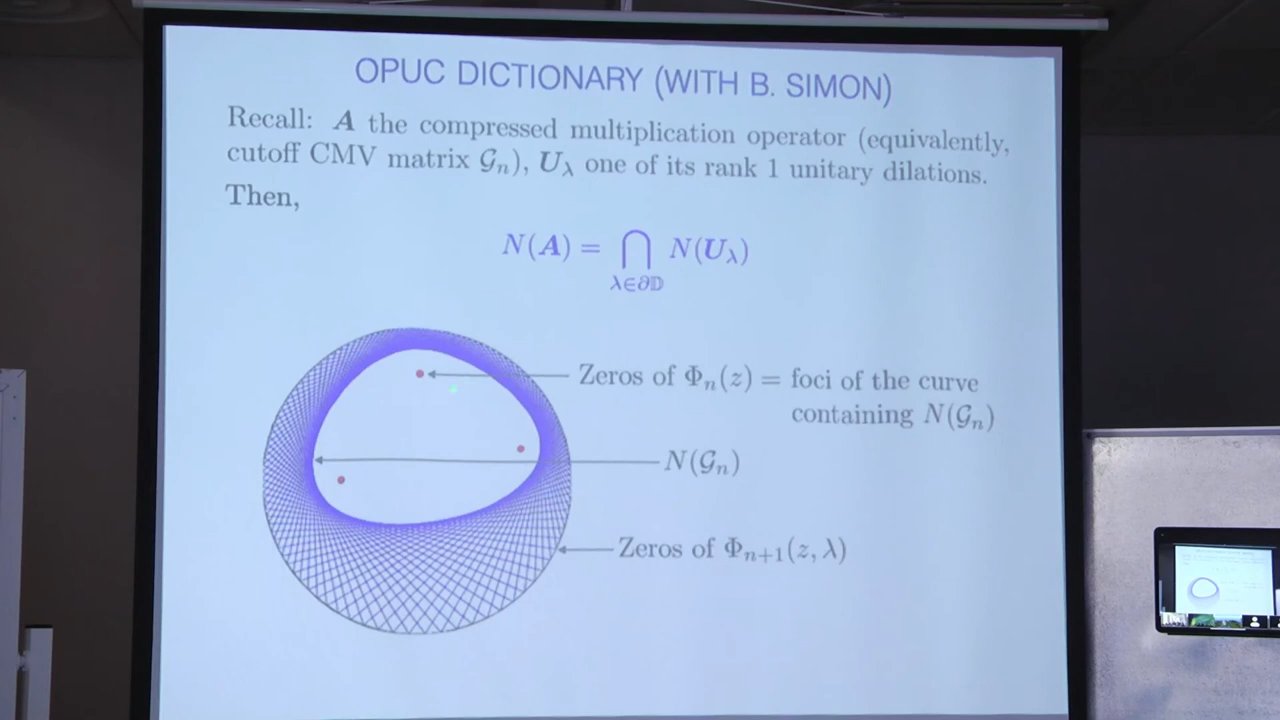 OPUC DICTIONARY (WITH B. SIMON)
Recall: A the compressed multiplication operator (equivalently,
cutoff CMV matrix 𝒢ₙ), U_λ one of its rank 1 unitary dilations.
Then,
N(A) = ⋂_{λ∈∂𝔻} N(U_λ)
Zeros of Φₙ(z) = foci of the curve
containing N(𝒢ₙ)
N(𝒢ₙ)
Zeros of Φₙ₊₁(z, λ)